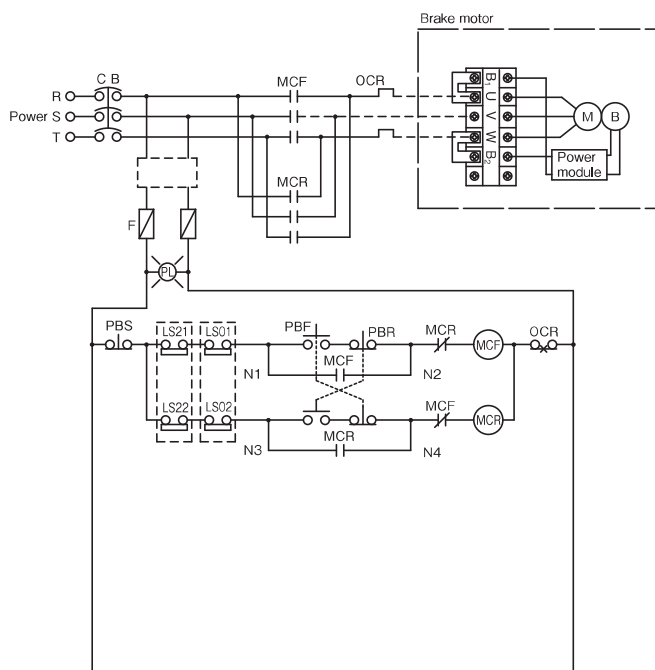 Brake motor
C B
MCF
OCR
R
Power S
T
B1
U
V
W
B2
M
B
Power
module
MCR
F
PL
PBS
LS21
LS01
PBF
PBR
MCR
MCF
OCR
N1
MCF
N2
LS22
LS02
MCF
MCR
N3
MCR
N4